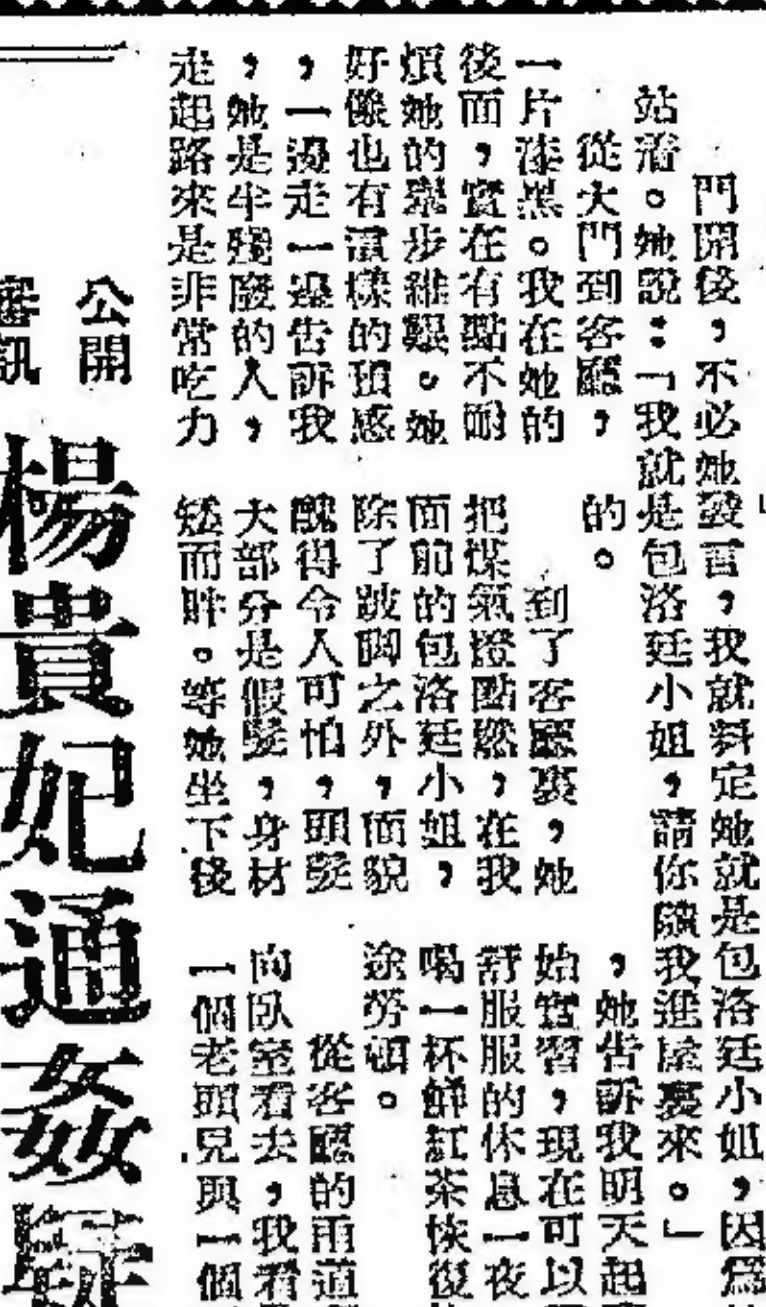 門開後，不必她發言，我就料定她就是包洛廷小姐，因爲
站着。她說：「我就是包洛廷小姐，請你隨我進屋裏來。」
從大門到客廳，
一片漆黑。我在她的
後面，實在有點不耐
煩她的舉步維艱。她
好像也有這樣的預感
，一邊走一邊告訴我
，她是半殘廢的人，
走起路來是非常吃力
的。
到了客廳裏，她
把煤氣燈點燃，在我
面前的包洛廷小姐，
除了跛脚之外，面貌
醜得令人可怕，頭髮
大部分是假髮，身材
矮而胖。等她坐下後
，她告訴我明天起
始實習，現在可以
舒服服的休息一夜
喝一杯鮮紅茶恢復
途勞頓。
從客廳的甬道
向臥室看去，我看
一個老頭兒與一個
公開
審訊
楊貴妃通姦